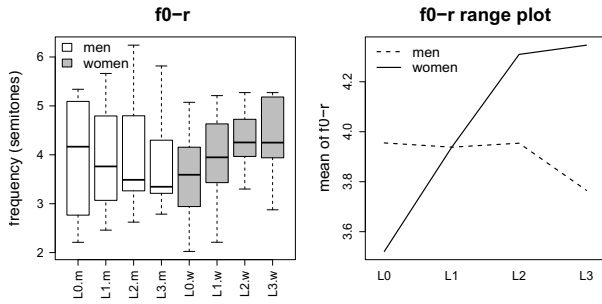 f0−r
men
women
frequency (semitones)
6
5
4
3
2
L0.m
L1.m
L2.m
L3.m
L0.w
L1.w
L2.w
L3.w
f0−r range plot
men
women
mean of f0−r
4.2
4.0
3.8
3.6
L0
L1
L2
L3